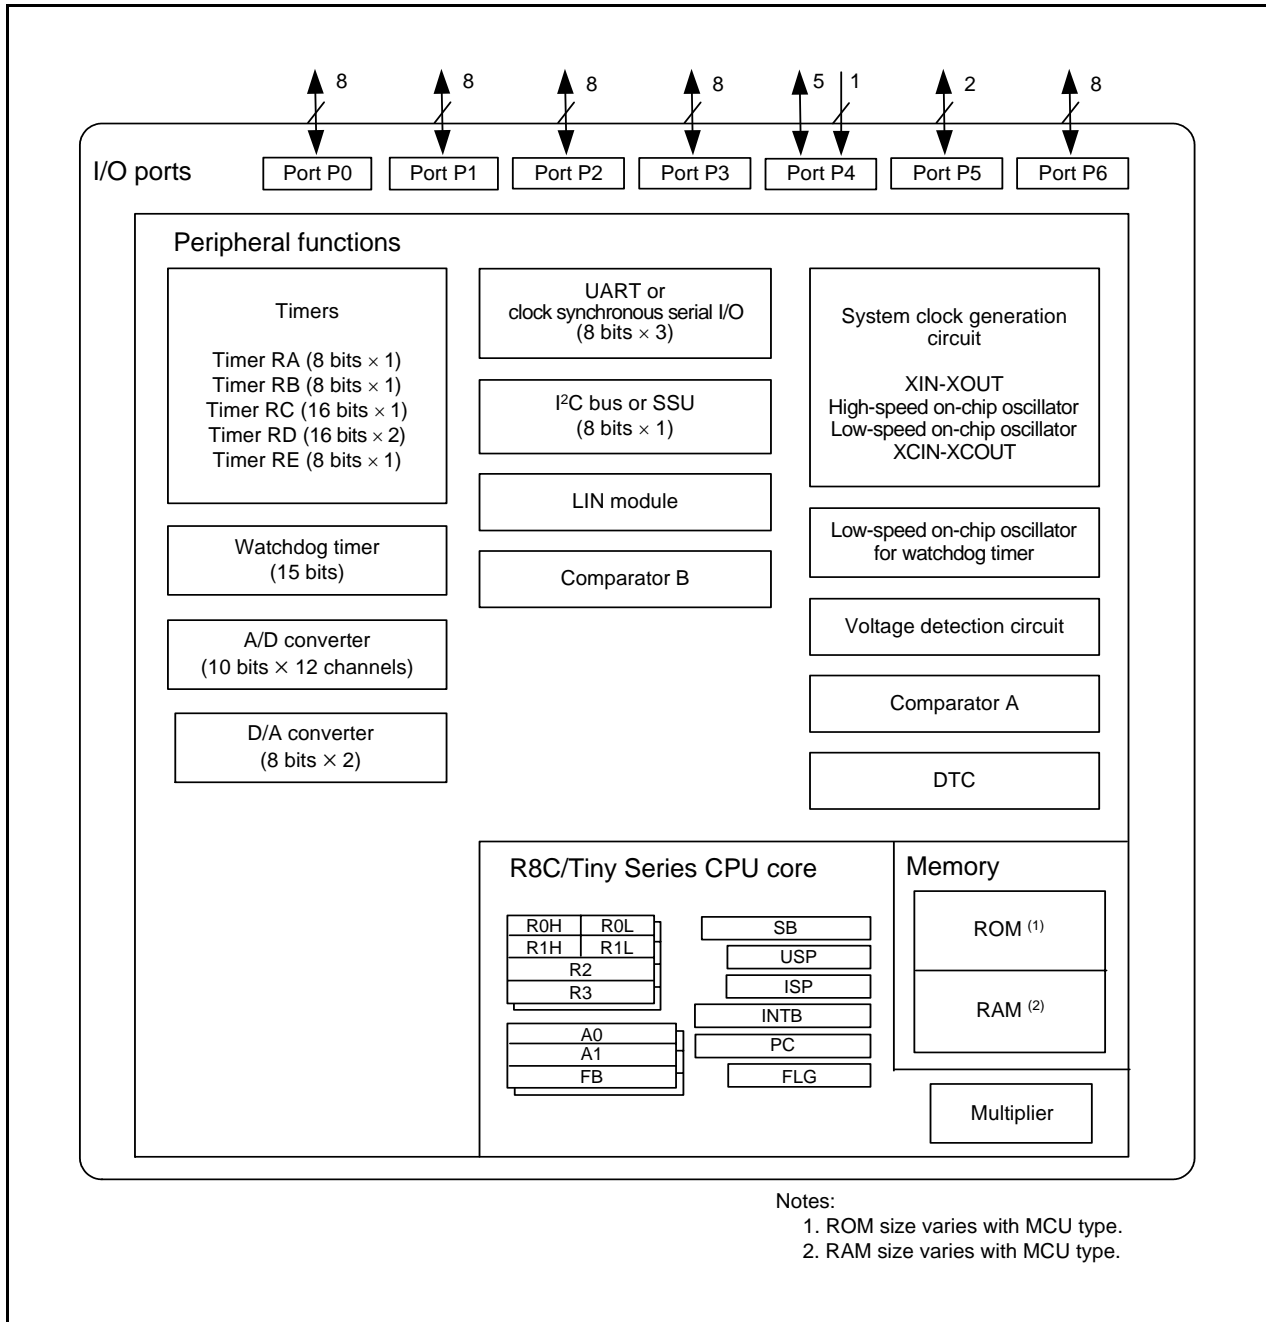 8 8 8 8 5 1 2 8
I/O ports
Port P0 Port P1 Port P2 Port P3 Port P4 Port P5 Port P6
Peripheral functions
Timers
Timer RA (8 bits × 1)
Timer RB (8 bits × 1)
Timer RC (16 bits × 1)
Timer RD (16 bits × 2)
Timer RE (8 bits × 1)
Watchdog timer
(15 bits)
A/D converter
(10 bits × 12 channels)
D/A converter
(8 bits × 2)
UART or
clock synchronous serial I/O
(8 bits × 3)
I²C bus or SSU
(8 bits × 1)
LIN module
Comparator B
System clock generation
circuit
XIN-XOUT
High-speed on-chip oscillator
Low-speed on-chip oscillator
XCIN-XCOUT
Low-speed on-chip oscillator
for watchdog timer
Voltage detection circuit
Comparator A
DTC
R8C/Tiny Series CPU core
R0H R0L
R1H R1L
R2
R3
A0
A1
FB
SB
USP
ISP
INTB
PC
FLG
Memory
ROM (1)
RAM (2)
Multiplier
Notes:
1. ROM size varies with MCU type.
2. RAM size varies with MCU type.